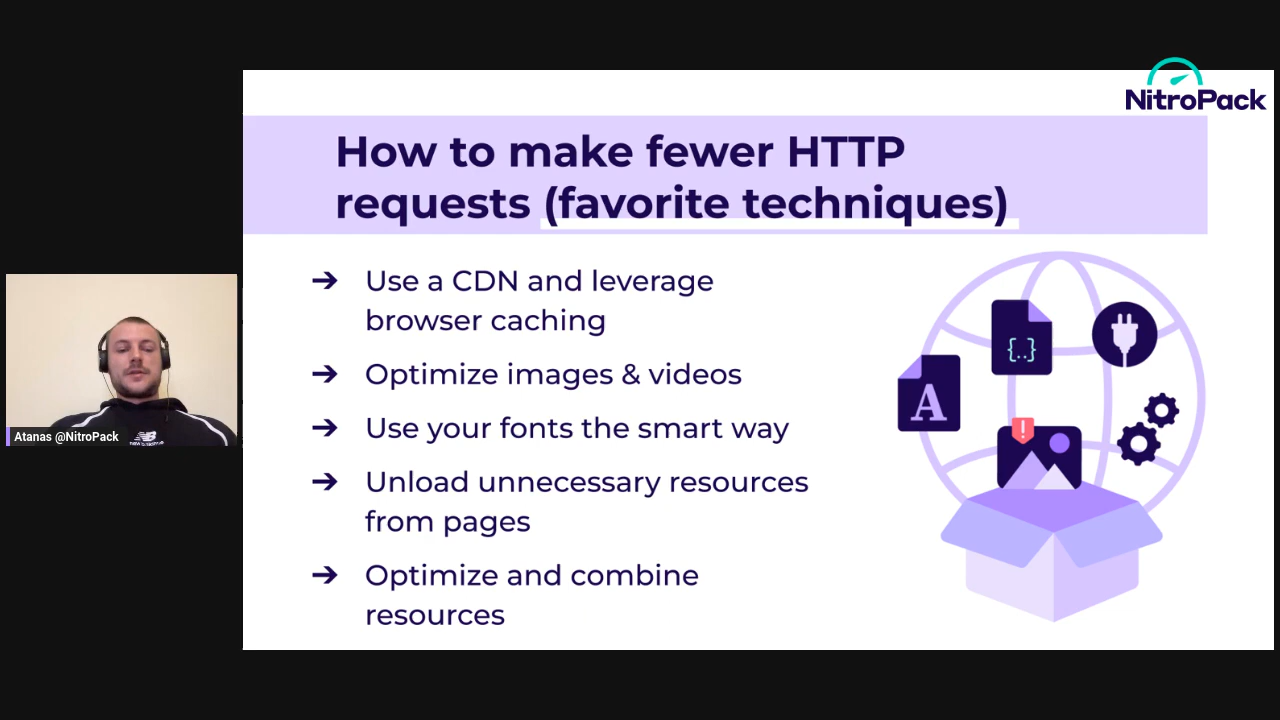 NitroPack
How to make fewer HTTP
requests (favorite techniques)
➔ Use a CDN and leverage
browser caching
➔ Optimize images & videos
➔ Use your fonts the smart way
➔ Unload unnecessary resources
from pages
➔ Optimize and combine
resources
A
{..}
!
Atanas @NitroPack